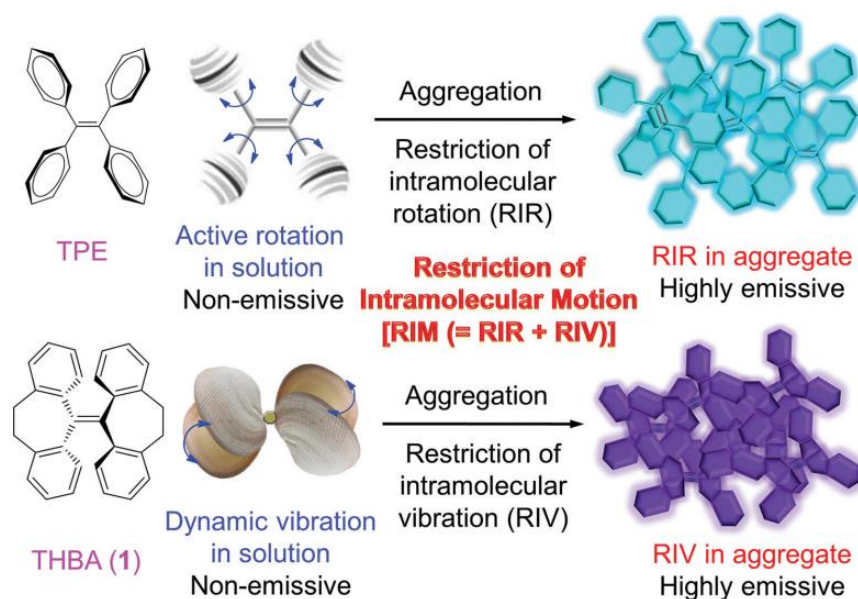 TPE
Active rotation
in solution
Non-emissive
Aggregation
Restriction of
intramolecular
rotation (RIR)
RIR in aggregate
Highly emissive
Restriction of
Intramolecular Motion
[RIM (= RIR + RIV)]
THBA (1)
Dynamic vibration
in solution
Non-emissive
Aggregation
Restriction of
intramolecular
vibration (RIV)
RIV in aggregate
Highly emissive